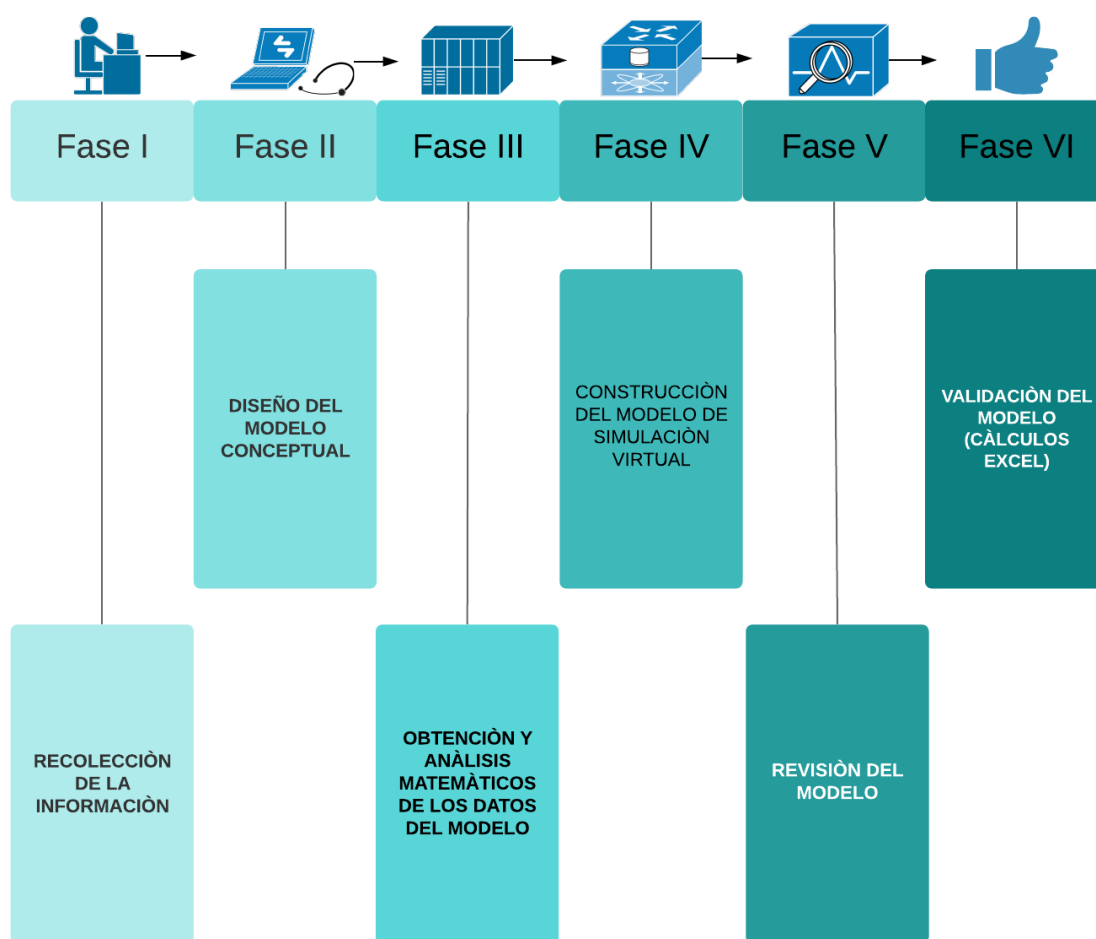 Fase I
Fase II
Fase III
Fase IV
Fase V
Fase VI
DISEÑO DEL
MODELO
CONCEPTUAL
CONSTRUCCIÒN
DEL MODELO DE
SIMULACIÒN
VIRTUAL
VALIDACIÒN DEL
MODELO
(CÀLCULOS
EXCEL)
RECOLECCIÒN
DE LA
INFORMACIÒN
OBTENCIÒN Y
ANÀLISIS
MATEMÀTICOS
DE LOS DATOS
DEL MODELO
REVISIÒN DEL
MODELO